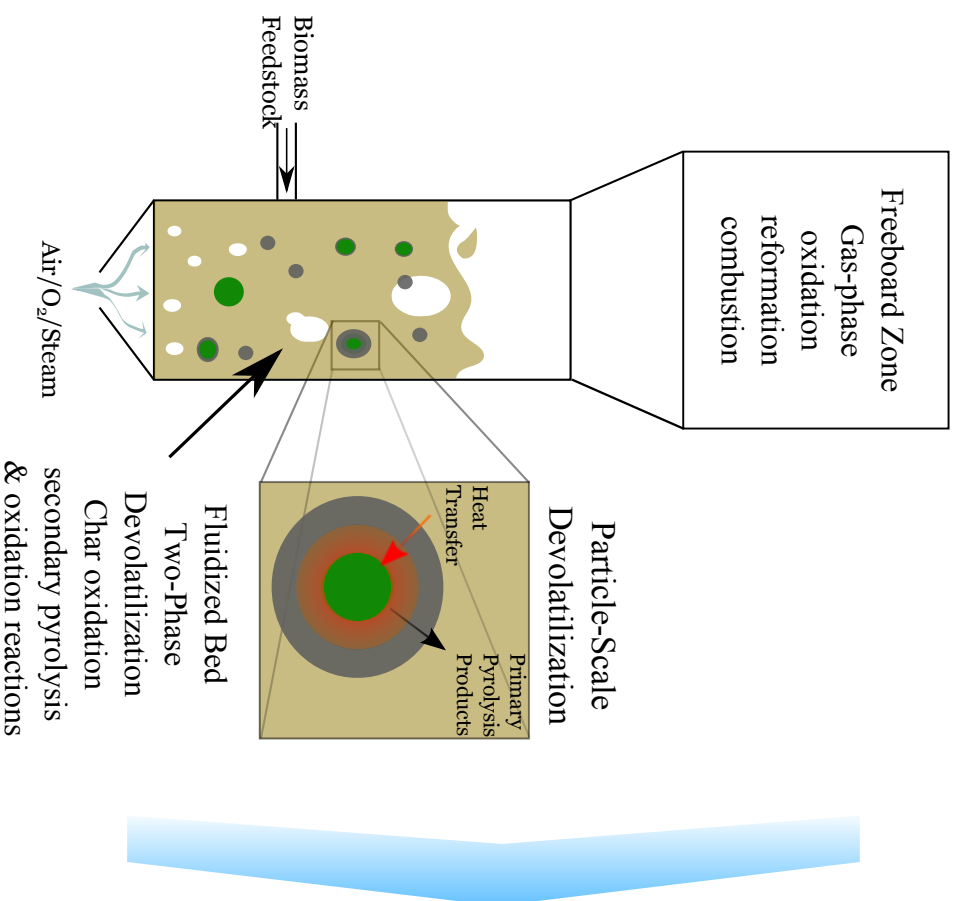 Freeboard Zone
Gas-phase
oxidation
reformation
combustion
Biomass
Feedstock
Particle-Scale
Devolatilization
Heat
Transfer
Primary
Pyrolysis
Products
Fluidized Bed
Two-Phase
Devolatilization
Char oxidation
secondary pyrolysis
& oxidation reactions
Air/O₂/Steam